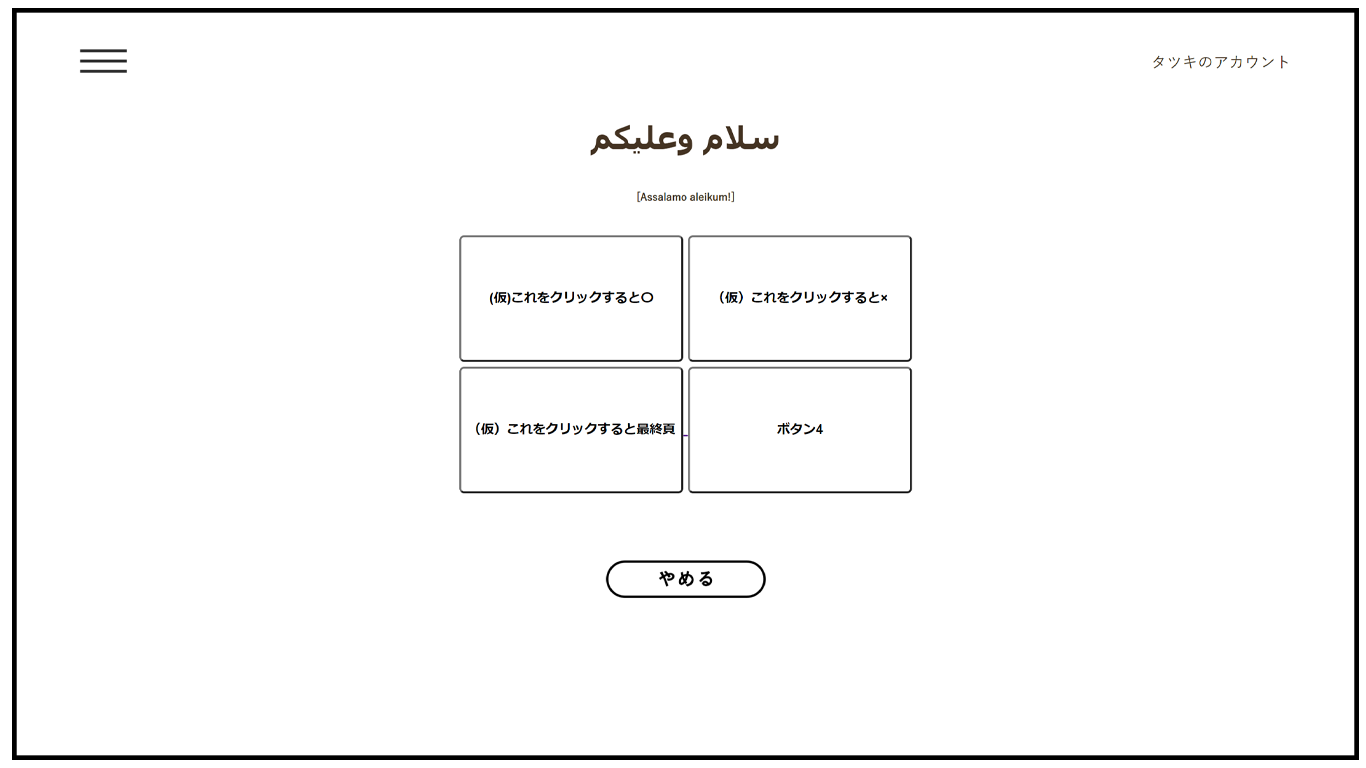 タツキのアカウント
سلام وعليكم
[Assalamo aleikum!]
(仮)これをクリックすると〇
（仮）これをクリックすると×
（仮）これをクリックすると最終頁
ボタン4
やめる